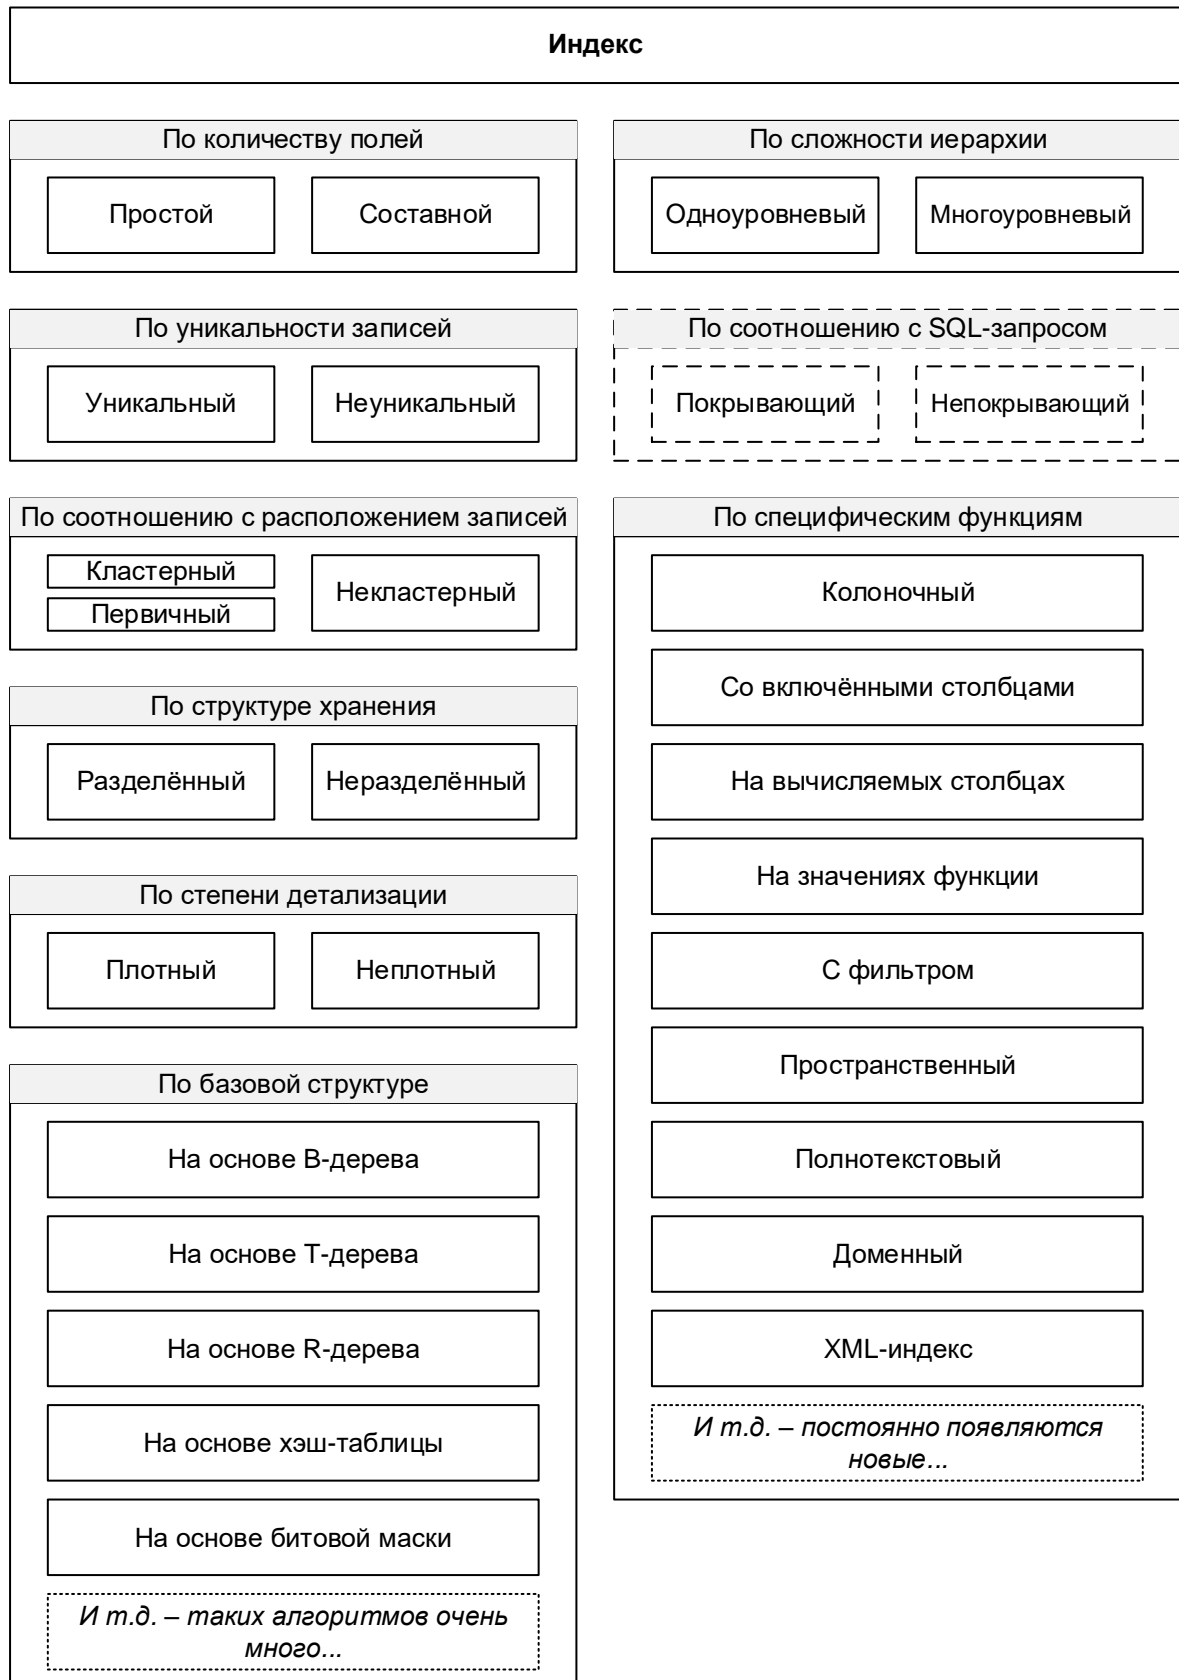 Индекс
По количеству полей
Простой
Составной
По уникальности записей
Уникальный
Неуникальный
По соотношению с расположением записей
Кластерный
Первичный
Некластерный
По структуре хранения
Разделённый
Неразделённый
По степени детализации
Плотный
Неплотный
По базовой структуре
На основе B-дерева
На основе T-дерева
На основе R-дерева
На основе хэш-таблицы
На основе битовой маски
И т.д. – таких алгоритмов очень
много...
По сложности иерархии
Одноуровневый
Многоуровневый
По соотношению с SQL-запросом
Покрывающий
Непокрывающий
По специфическим функциям
Колоночный
Со включёнными столбцами
На вычисляемых столбцах
На значениях функции
С фильтром
Пространственный
Полнотекстовый
Доменный
XML-индекс
И т.д. – постоянно появляются
новые...